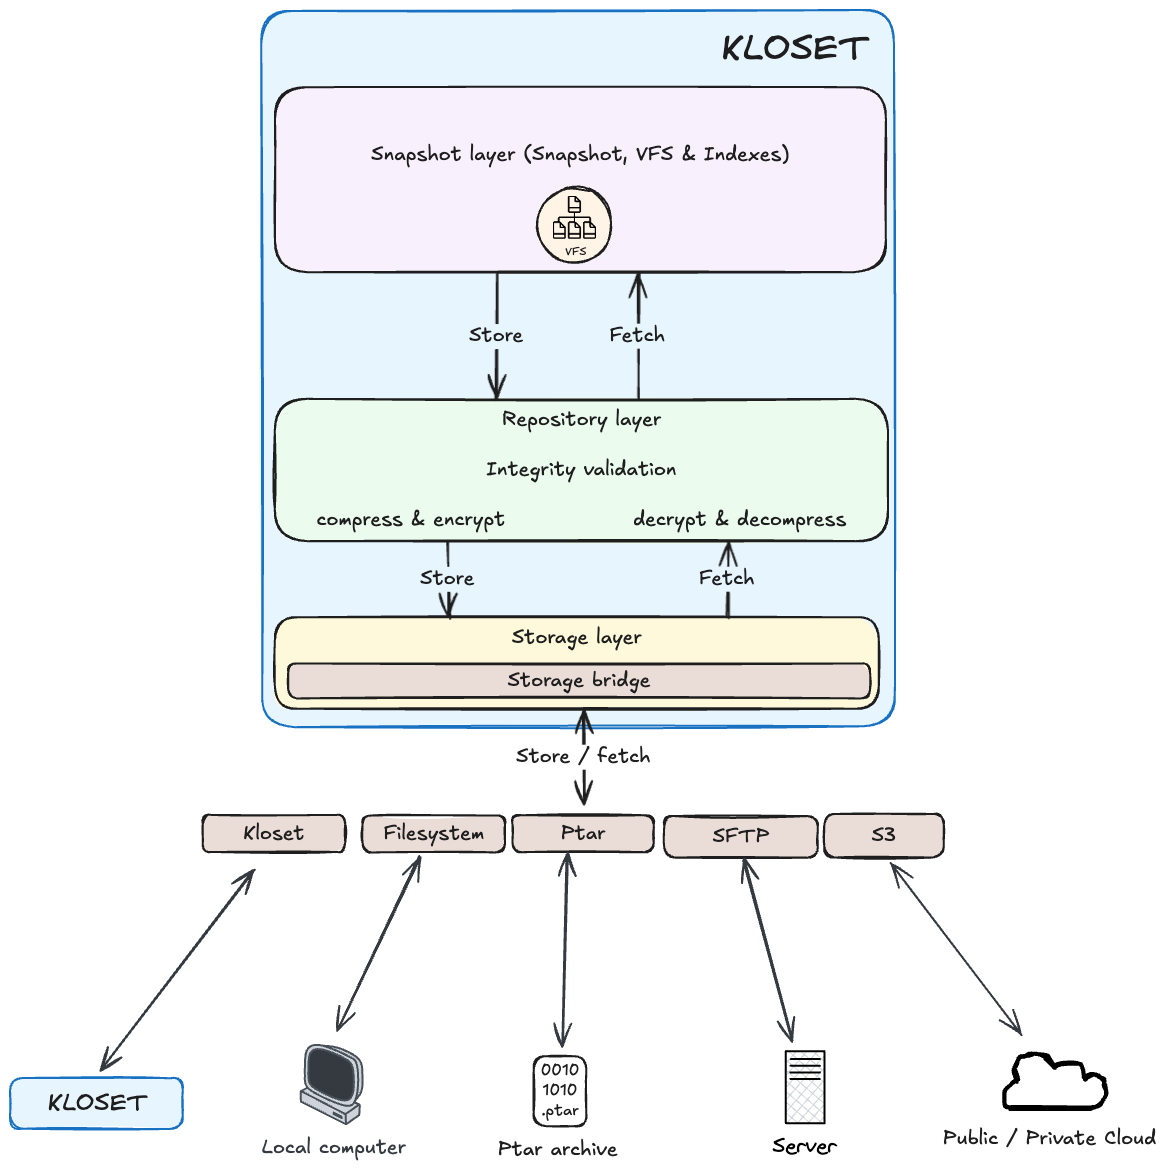 KLOSET
Snapshot layer (Snapshot, VFS & Indexes)
VFS
Store
Fetch
Repository layer
Integrity validation
compress & encrypt
decrypt & decompress
Store
Fetch
Storage layer
Storage bridge
Store / fetch
Kloset
Filesystem
Ptar
SFTP
S3
KLOSET
Local computer
0010
1010
.ptar
Ptar archive
Server
Public / Private Cloud